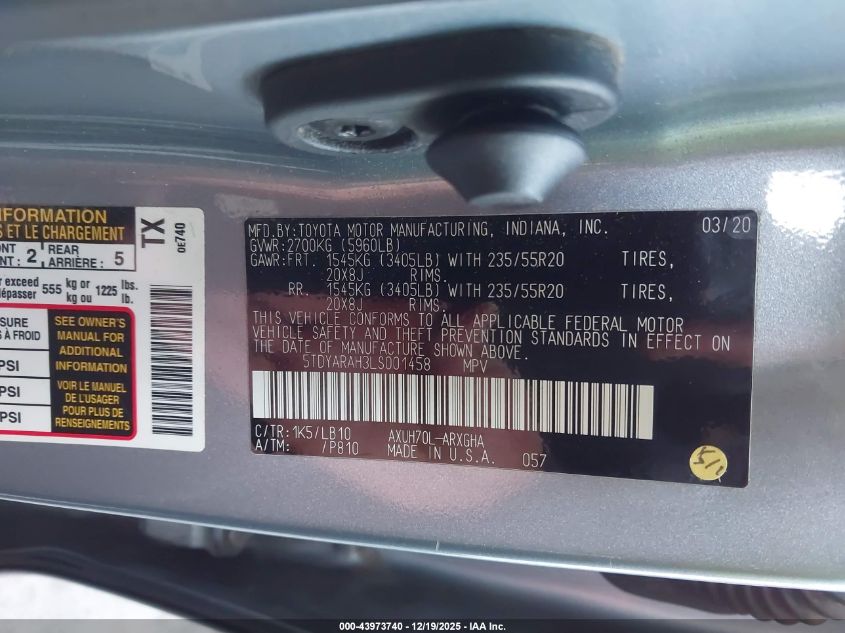 INFORMATION
S ET LE CHARGEMENT
ONT : 2 REAR ARRIÈRE : 5
er exceed 555 kg or 1225 lbs.
dépasser kg ou lb.
SURE
S À FROID
PSI
PSI
PSI
SEE OWNER'S
MANUAL FOR
ADDITIONAL
INFORMATION
VOIR LE MANUEL
DE L'USAGER
POUR PLUS DE
RENSEIGNEMENTS
TX
0E740
MFD.BY:TOYOTA MOTOR MANUFACTURING, INDIANA, INC. 03/20
GVWR:2700KG (5960LB)
GAWR:FRT. 1545KG (3405LB) WITH 235/55R20 TIRES,
20X8J RIMS.
RR. 1545KG (3405LB) WITH 235/55R20 TIRES,
20X8J RIMS.
THIS VEHICLE CONFORMS TO ALL APPLICABLE FEDERAL MOTOR
VEHICLE SAFETY AND THEFT PREVENTION STANDARDS IN EFFECT ON
THE DATE OF MANUFACTURE SHOWN ABOVE.
5TDYARAH3LS001458 MPV
C/TR:1K5/LB10 AXUH70L-ARXGHA
A/TM: /P810 MADE IN U.S.A. 057
000-43973740 - 12/19/2025 - IAA Inc.